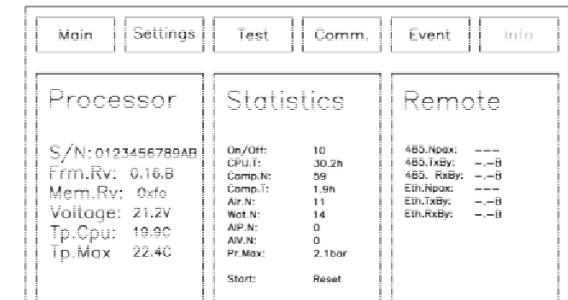 Main Settings Test Comm. Event Info
Processor
S/N: 0123456789AB
Frm.Rv: 0.16.B
Mem.Rv: 0xfo
Voltage: 21.2V
Tp.Cpu: 19.9C
Tp.Max 22.4C
Statistics
On/Off: 10
CPU.T: 30.2h
Comp.N: 59
Comp.T: 1.9h
Air.N: 11
Wat.N: 14
AIP.N: 0
AIV.N: 0
Pr.Max: 2.1bar
Start: Reset
Remote
485.Npax: ---
485.TxBy: -.-B
485. RxBy: -.-B
Eth.Npax: ---
Eth.TxBy: -.-B
Eth.RxBy: -.-B